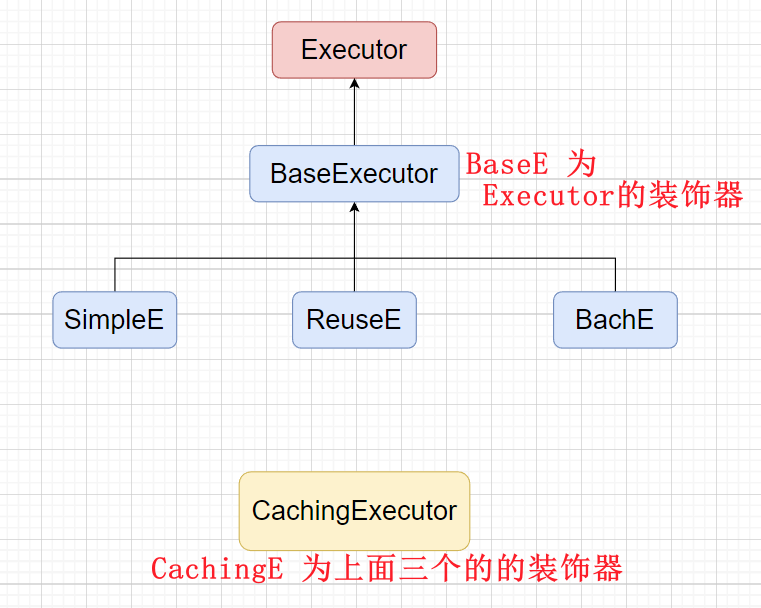 Executor
BaseExecutor
BaseE 为
Executor的装饰器
SimpleE
ReuseE
BachE
CachingExecutor
CachingE 为上面三个的的装饰器